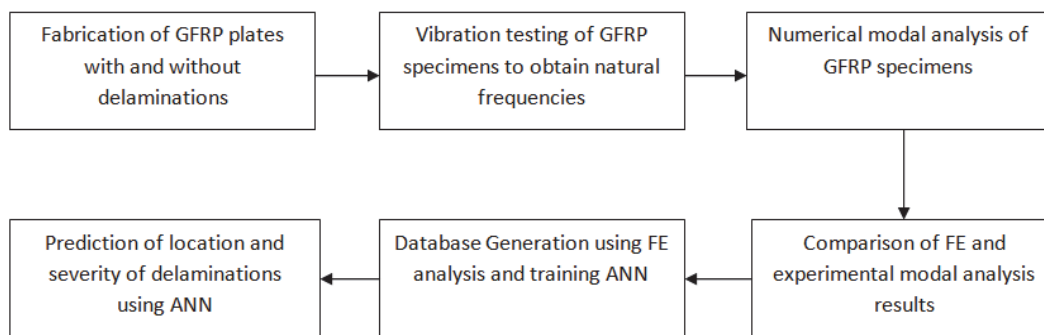 Fabrication of GFRP plates
with and without
delaminations
Vibration testing of GFRP
specimens to obtain natural
frequencies
Numerical modal analysis of
GFRP specimens
Comparison of FE and
experimental modal analysis
results
Database Generation using FE
analysis and training ANN
Prediction of location and
severity of delaminations
using ANN